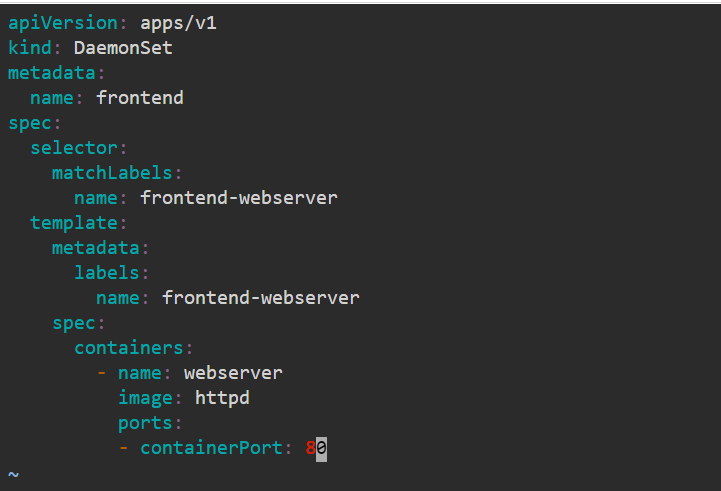 apiVersion: apps/v1
kind: DaemonSet
metadata:
  name: frontend
spec:
  selector:
    matchLabels:
      name: frontend-webserver
  template:
    metadata:
      labels:
        name: frontend-webserver
    spec:
      containers:
        - name: webserver
          image: httpd
          ports:
          - containerPort: 80
~